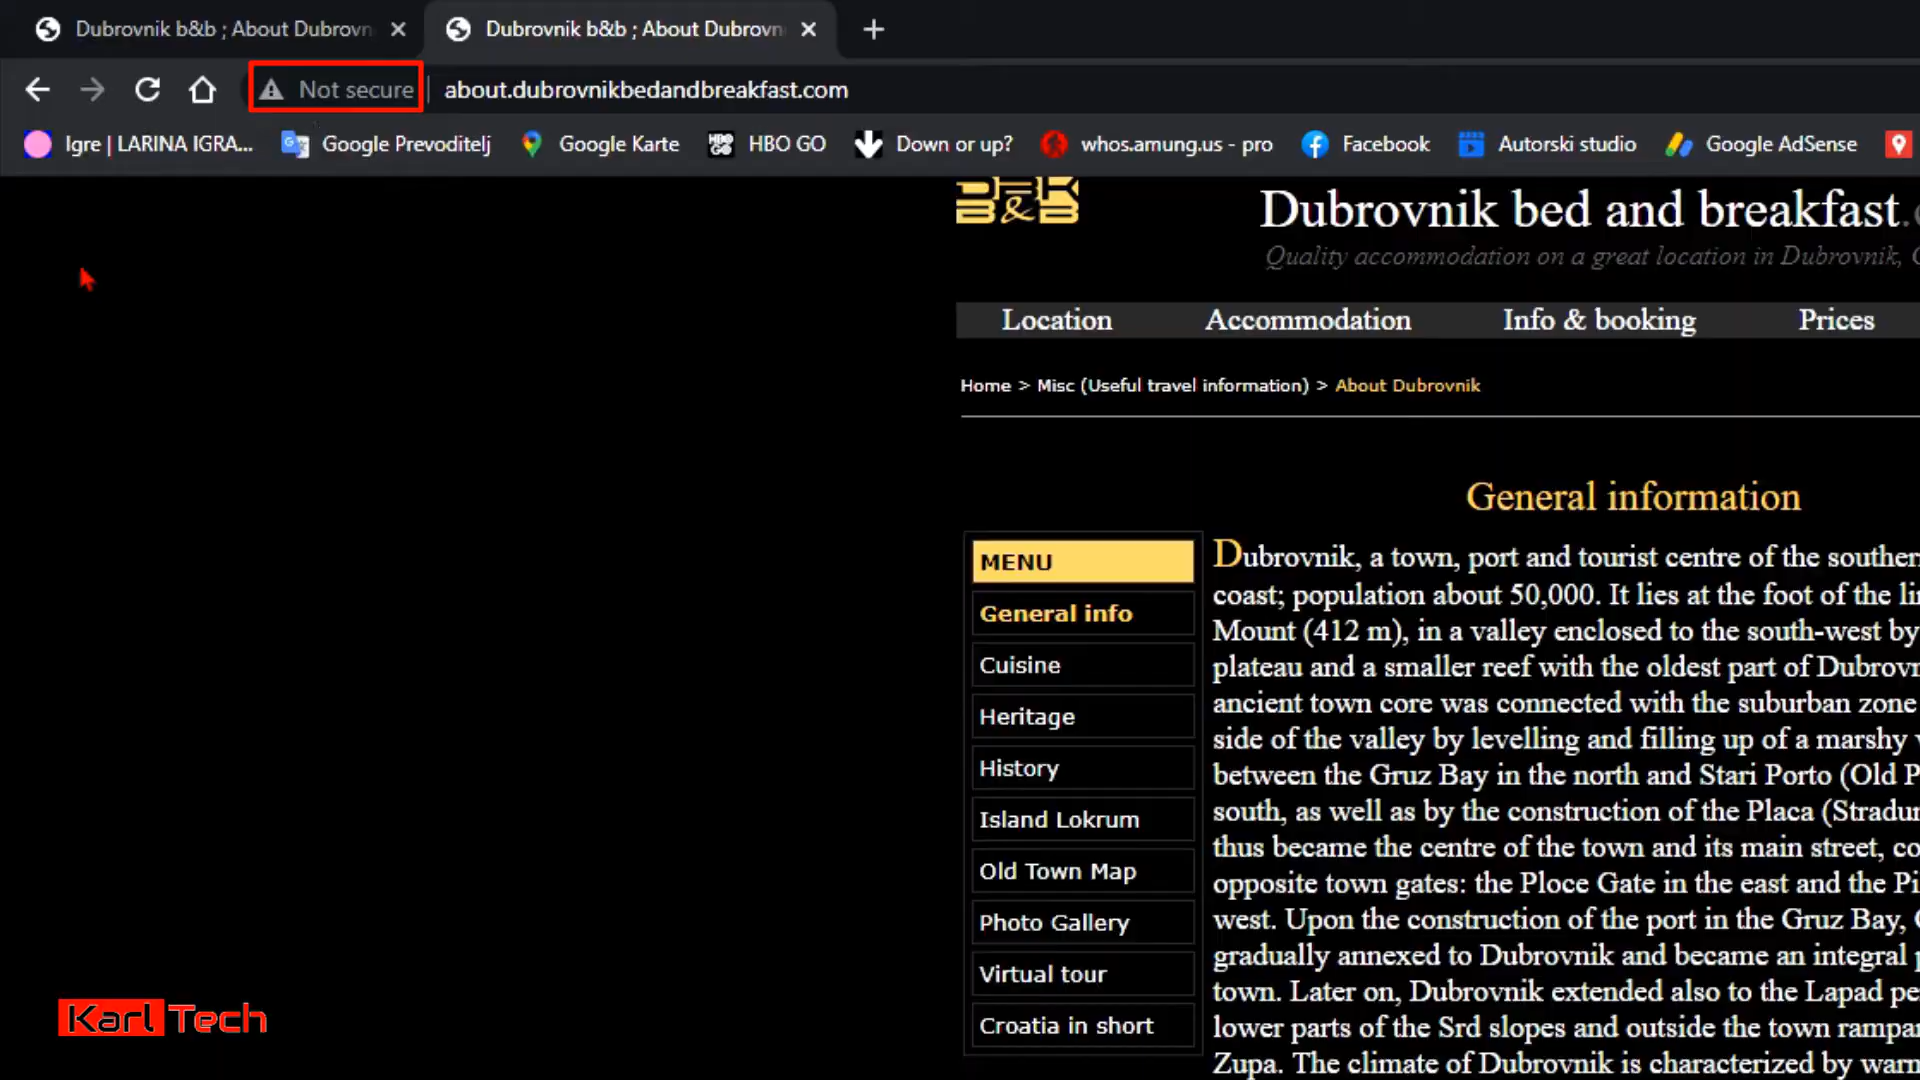 Dubrovnik b&b ; About Dubrovn
Dubrovnik b&b ; About Dubrovn
Not secure
about.dubrovnikbedandbreakfast.com
Igre | LARINA IGRA...
Google Prevoditelj
Google Karte
HBO GO
HBO GO
Down or up?
whos.amung.us - pro
Facebook
Autorski studio
Google AdSense
B&B
Dubrovnik bed and breakfast.
Quality accommodation on a great location in Dubrovnik,
Location
Accommodation
Info & booking
Prices
Home > Misc (Useful travel information) > About Dubrovnik
General information
MENU
General info
Cuisine
Heritage
History
Island Lokrum
Old Town Map
Photo Gallery
Virtual tour
Croatia in short
Dubrovnik, a town, port and tourist centre of the southern
coast; population about 50,000. It lies at the foot of the
Mount (412 m), in a valley enclosed to the south-west by
plateau and a smaller reef with the oldest part of Dubrovn
ancient town core was connected with the suburban zone
side of the valley by levelling and filling up of a marshy
between the Gruz Bay in the north and Stari Porto (Old P
south, as well as by the construction of the Placa (Stradun
thus became the centre of the town and its main street, co
opposite town gates: the Ploce Gate in the east and the Pi
west. Upon the construction of the port in the Gruz Bay,
gradually annexed to Dubrovnik and became an integral
town. Later on, Dubrovnik extended also to the Lapad pe
lower parts of the Srd slopes and outside the town rampar
Zupa. The climate of Dubrovnik is characterized by warm
Karl Tech